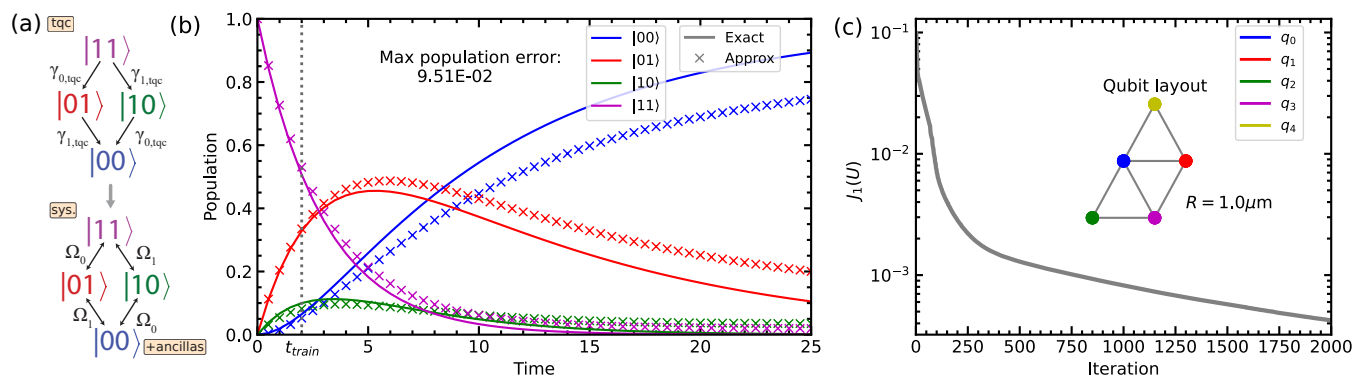 (a)
tqc
|11⟩
γ0,tqc γ1,tqc
|01⟩ |10⟩
γ1,tqc γ0,tqc
|00⟩
sys.
|11⟩
Ω0 Ω1
|01⟩ |10⟩
Ω1 Ω0
|00⟩ +ancillas
(b)
Population
1.0
0.8
0.6
0.4
0.2
0.0
Max population error:
9.51E-02
|00⟩
|01⟩
|10⟩
|11⟩
Exact
Approx
0 t_train 5 10 15 20 25
Time
(c)
J1(U)
10⁻¹
10⁻²
10⁻³
q0
q1
q2
q3
q4
Qubit layout
R = 1.0μm
0 250 500 750 1000 1250 1500 1750 2000
Iteration